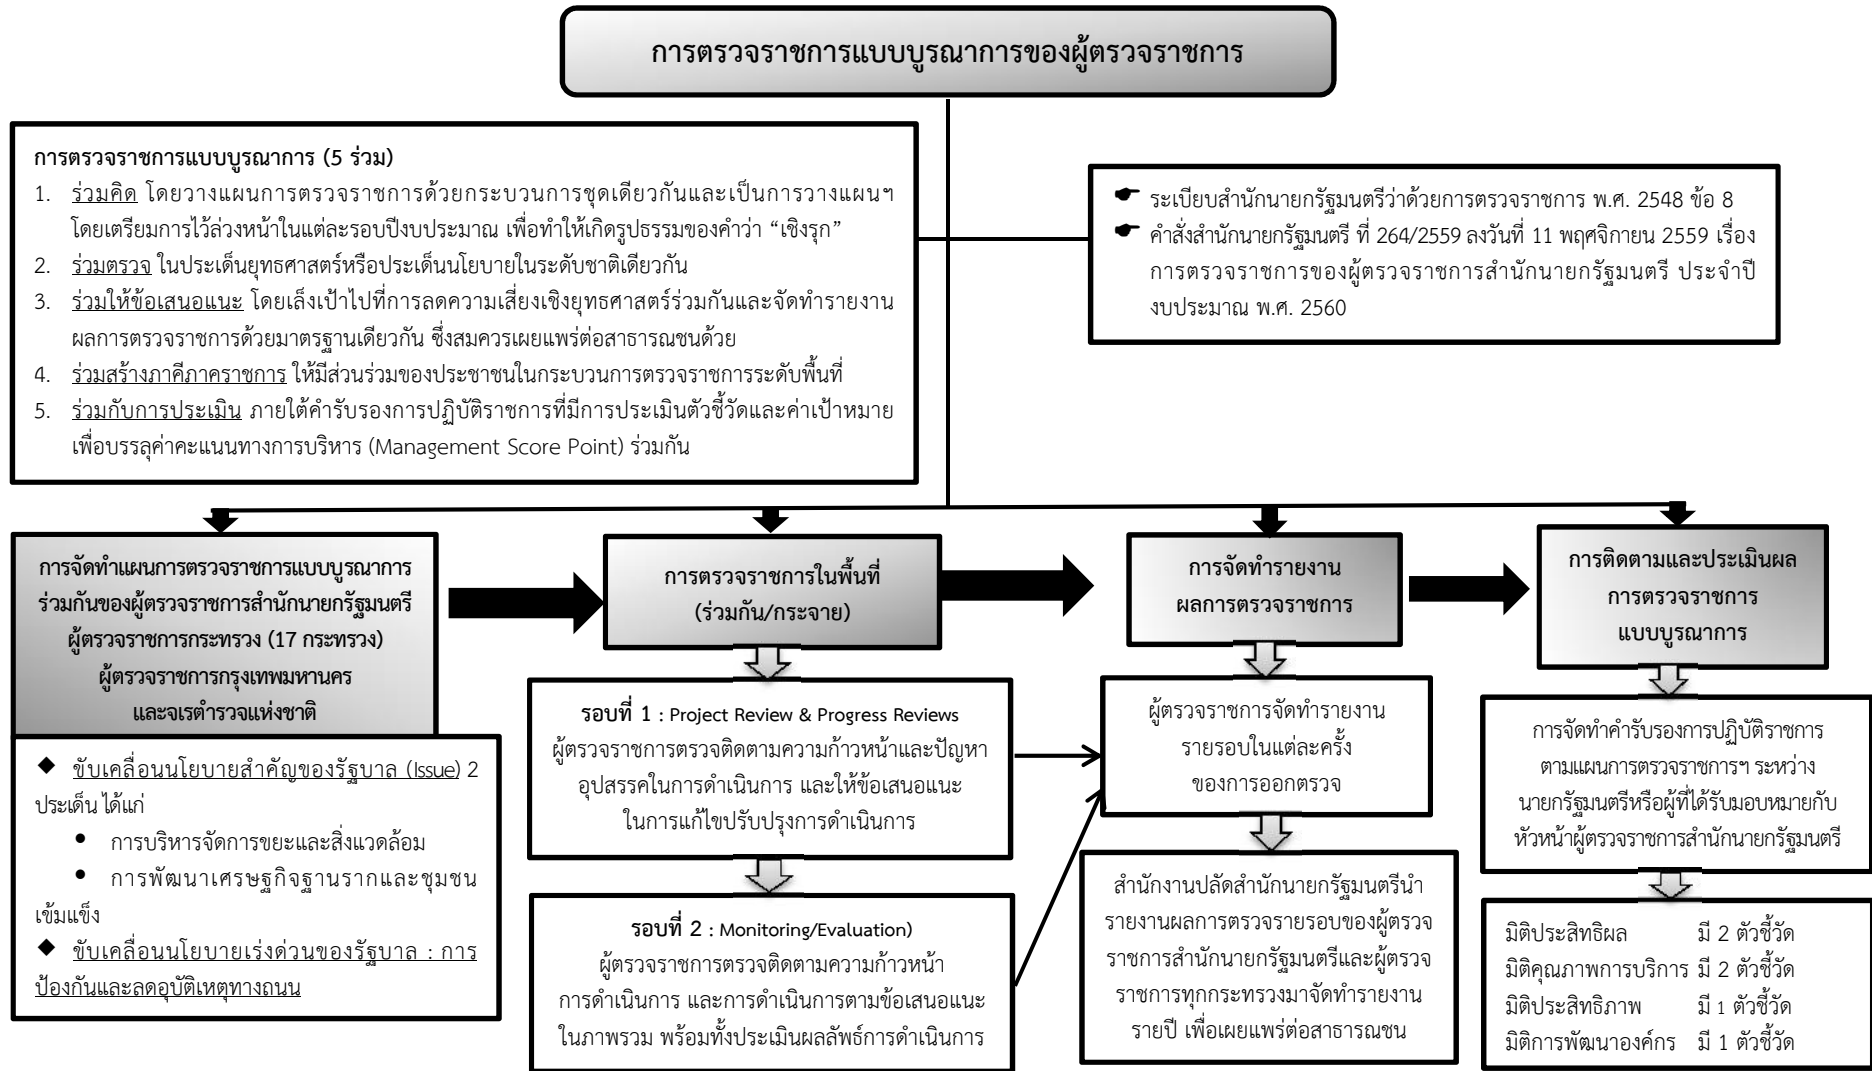 การตรวจราชการแบบบูรณาการของผู้ตรวจราชการ
การตรวจราชการแบบบูรณาการ (5 ร่วม)
1. ร่วมคิด โดยวางแผนการตรวจราชการด้วยกระบวนการชุดเดียวกันและเป็นการวางแผนฯ
โดยเตรียมการไว้ล่วงหน้าในแต่ละรอบปีงบประมาณ เพื่อทำให้เกิดรูปธรรมของคำว่า “เชิงรุก”
2. ร่วมตรวจ ในประเด็นยุทธศาสตร์หรือประเด็นนโยบายในระดับชาติเดียวกัน
3. ร่วมให้ข้อเสนอแนะ โดยเล็งเป้าไปที่การลดความเสี่ยงเชิงยุทธศาสตร์ร่วมกันและจัดทำรายงาน
ผลการตรวจราชการด้วยมาตรฐานเดียวกัน ซึ่งสมควรเผยแพร่ต่อสาธารณชนด้วย
4. ร่วมสร้างภาคีภาคราชการ ให้มีส่วนร่วมของประชาชนในกระบวนการตรวจราชการระดับพื้นที่
5. ร่วมกับการประเมิน ภายใต้คำรับรองการปฏิบัติราชการที่มีการประเมินตัวชี้วัดและค่าเป้าหมาย
เพื่อบรรลุค่าคะแนนทางการบริหาร (Management Score Point) ร่วมกัน
☛ ระเบียบสำนักนายกรัฐมนตรีว่าด้วยการตรวจราชการ พ.ศ. 2548 ข้อ 8
☛ คำสั่งสำนักนายกรัฐมนตรี ที่ 264/2559 ลงวันที่ 11 พฤศจิกายน 2559 เรื่อง
การตรวจราชการของผู้ตรวจราชการสำนักนายกรัฐมนตรี ประจำปี
งบประมาณ พ.ศ. 2560
การจัดทำแผนการตรวจราชการแบบบูรณาการ
ร่วมกันของผู้ตรวจราชการสำนักนายกรัฐมนตรี
ผู้ตรวจราชการกระทรวง (17 กระทรวง)
ผู้ตรวจราชการกรุงเทพมหานคร
และจเรตำรวจแห่งชาติ
◆ ขับเคลื่อนนโยบายสำคัญของรัฐบาล (Issue) 2
ประเด็น ได้แก่
• การบริหารจัดการขยะและสิ่งแวดล้อม
• การพัฒนาเศรษฐกิจฐานรากและชุมชน
เข้มแข็ง
◆ ขับเคลื่อนนโยบายเร่งด่วนของรัฐบาล : การ
ป้องกันและลดอุบัติเหตุทางถนน
การตรวจราชการในพื้นที่
(ร่วมกัน/กระจาย)
รอบที่ 1 : Project Review & Progress Reviews
ผู้ตรวจราชการตรวจติดตามความก้าวหน้าและปัญหา
อุปสรรคในการดำเนินการ และให้ข้อเสนอแนะ
ในการแก้ไขปรับปรุงการดำเนินการ
รอบที่ 2 : Monitoring/Evaluation)
ผู้ตรวจราชการตรวจติดตามความก้าวหน้า
การดำเนินการ และการดำเนินการตามข้อเสนอแนะ
ในภาพรวม พร้อมทั้งประเมินผลลัพธ์การดำเนินการ
การจัดทำรายงาน
ผลการตรวจราชการ
ผู้ตรวจราชการจัดทำรายงาน
รายรอบในแต่ละครั้ง
ของการออกตรวจ
สำนักงานปลัดสำนักนายกรัฐมนตรีนำ
รายงานผลการตรวจรายรอบของผู้ตรวจ
ราชการสำนักนายกรัฐมนตรีและผู้ตรวจ
ราชการทุกกระทรวงมาจัดทำรายงาน
รายปี เพื่อเผยแพร่ต่อสาธารณชน
การติดตามและประเมินผล
การตรวจราชการ
แบบบูรณาการ
การจัดทำคำรับรองการปฏิบัติราชการ
ตามแผนการตรวจราชการฯ ระหว่าง
นายกรัฐมนตรีหรือผู้ที่ได้รับมอบหมายกับ
หัวหน้าผู้ตรวจราชการสำนักนายกรัฐมนตรี
มิติประสิทธิผล มี 2 ตัวชี้วัด
มิติคุณภาพการบริการ มี 2 ตัวชี้วัด
มิติประสิทธิภาพ มี 1 ตัวชี้วัด
มิติการพัฒนาองค์กร มี 1 ตัวชี้วัด